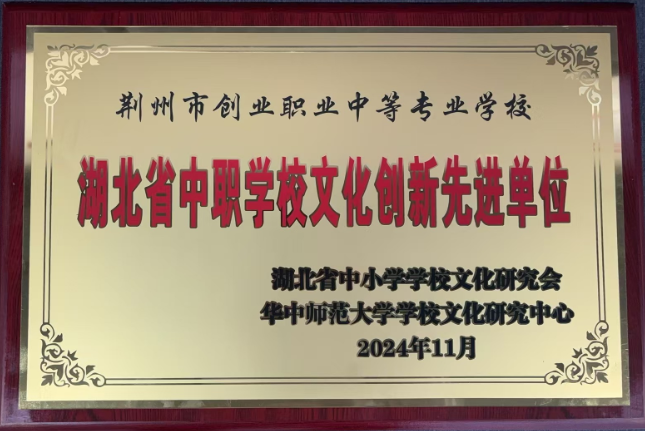 荆州市创业职业中等专业学校
湖北省中职学校文化创新先进单位
湖北省中小学学校文化研究会
华中师范大学学校文化研究中心
2024年11月